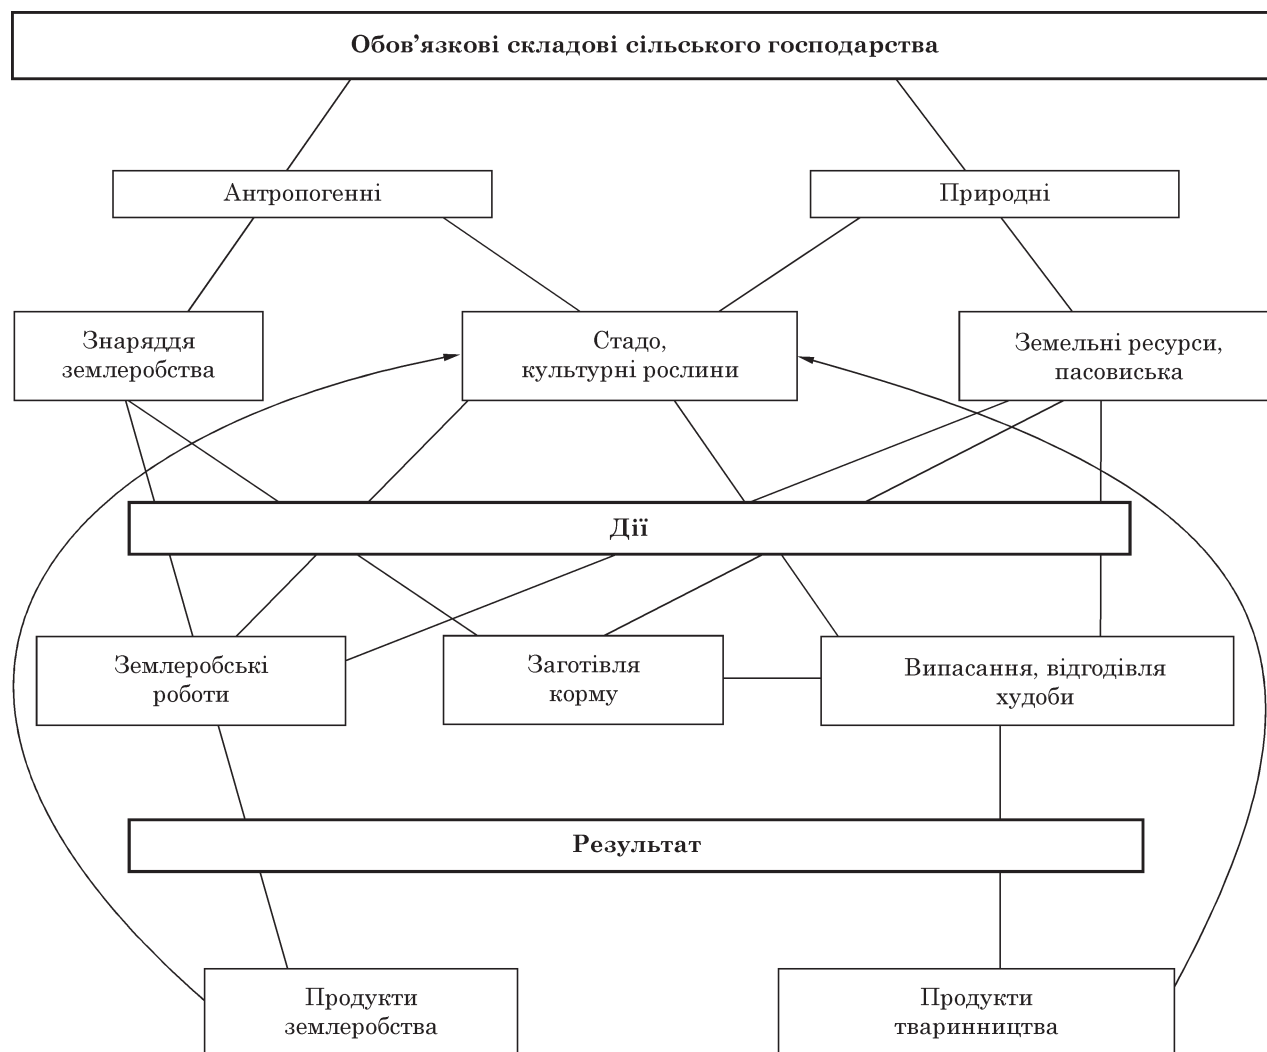 Обов’язкові складові сільського господарства
Антропогенні
Природні
Знаряддя
землеробства
Стадо,
культурні рослини
Земельні ресурси,
пасовиська
Дії
Землеробські
роботи
Заготівля
корму
Випасання, відгодівля
худоби
Результат
Продукти
землеробства
Продукти
тваринництва